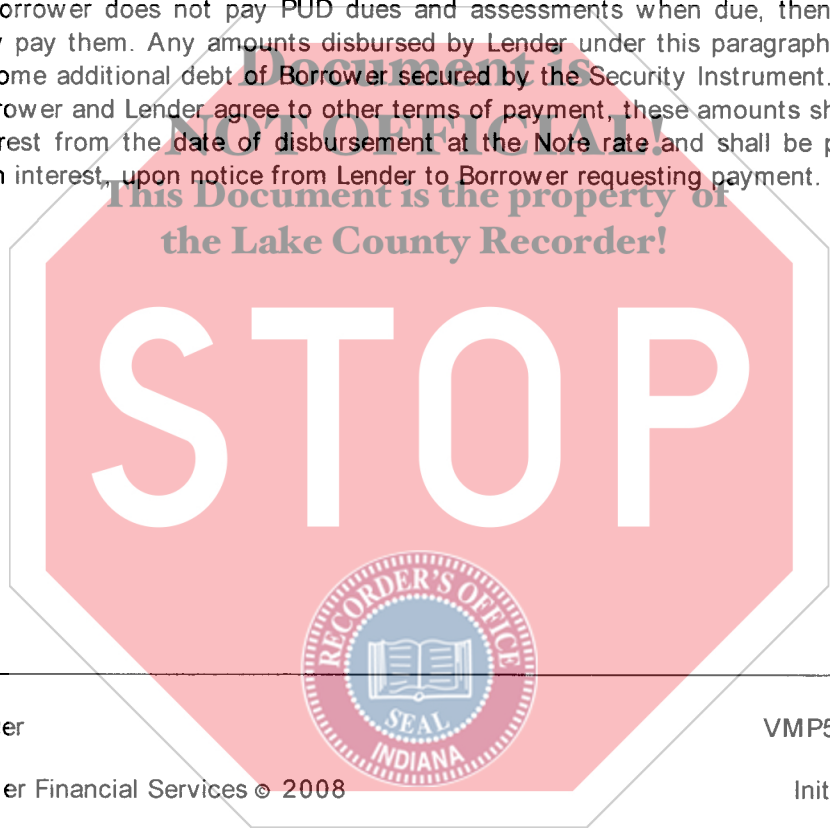 orrower does not pay PUD dues and assessments when due, then
pay them. Any amounts disbursed by Lender under this paragraph
ome additional debt of Borrower secured by the Security Instrument.
rower and Lender agree to other terms of payment, these amounts sh
rest from the date of disbursement at the Note rate and shall be p
interest, upon notice from Lender to Borrower requesting payment.
Document is
NOT OFFICIAL!
This Document is the property of
the Lake County Recorder!
STOP
RECORDER'S OFFICE
SEAL
INDIANA
er VMP5
er Financial Services © 2008 Init